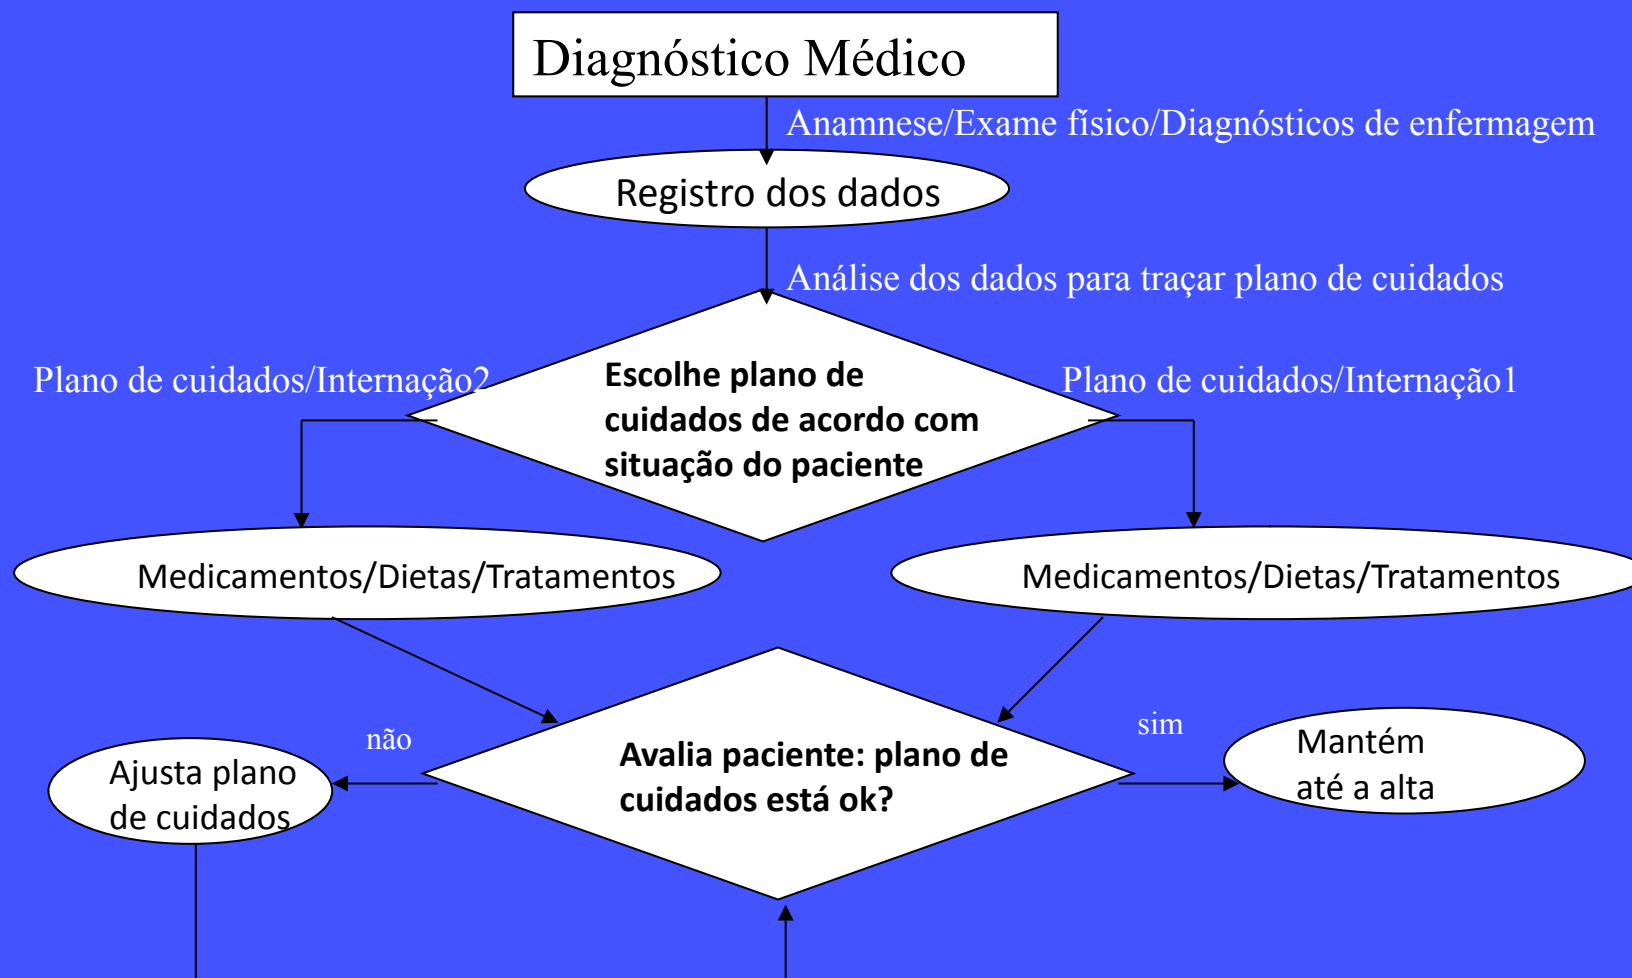 Diagnóstico Médico
Anamnese/Exame físico/Diagnósticos de enfermagem
Registro dos dados
Análise dos dados para traçar plano de cuidados
Plano de cuidados/Internação2
Escolhe plano de
cuidados de acordo com
situação do paciente
Plano de cuidados/Internação1
Medicamentos/Dietas/Tratamentos
Medicamentos/Dietas/Tratamentos
não
sim
Ajusta plano
de cuidados
Avalia paciente: plano de
cuidados está ok?
Mantém
até a alta